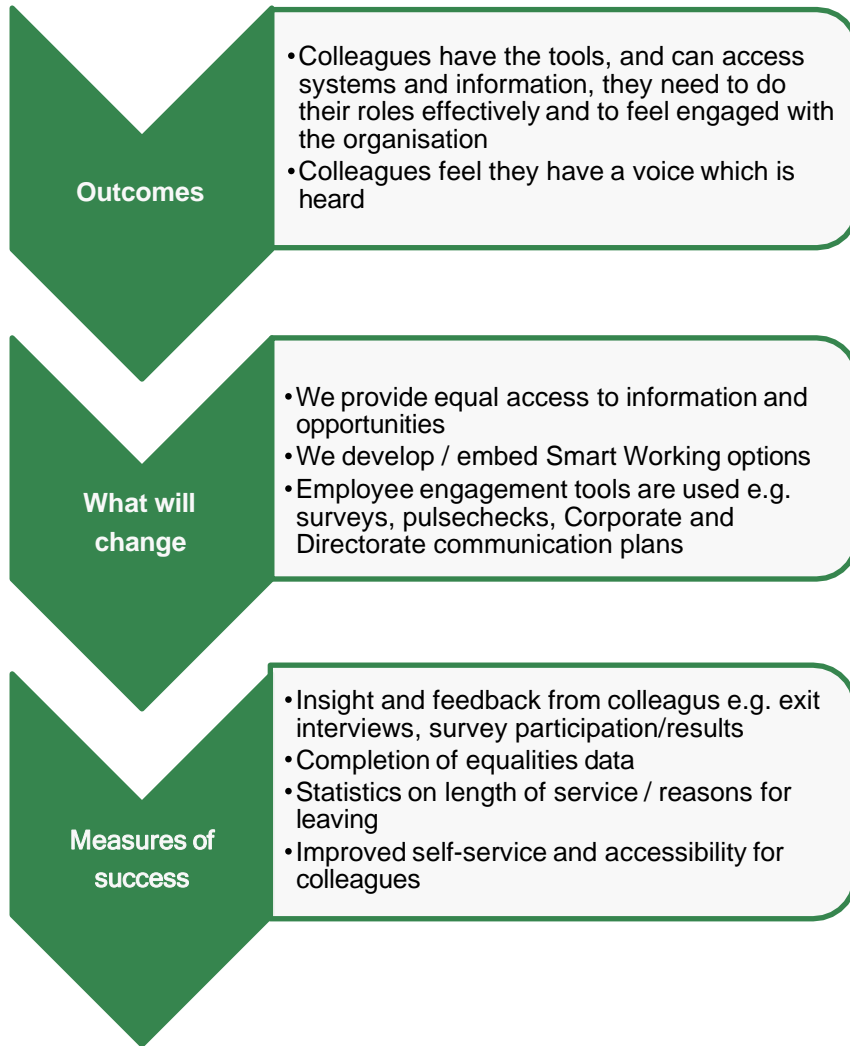 Outcomes
•Colleagues have the tools, and can access
systems and information, they need to do
their roles effectively and to feel engaged with
the organisation
•Colleagues feel they have a voice which is
heard
What will
change
•We provide equal access to information and
opportunities
•We develop / embed Smart Working options
•Employee engagement tools are used e.g.
surveys, pulsechecks, Corporate and
Directorate communication plans
Measures of
success
•Insight and feedback from colleagus e.g. exit
interviews, survey participation/results
•Completion of equalities data
•Statistics on length of service / reasons for
leaving
•Improved self-service and accessibility for
colleagues